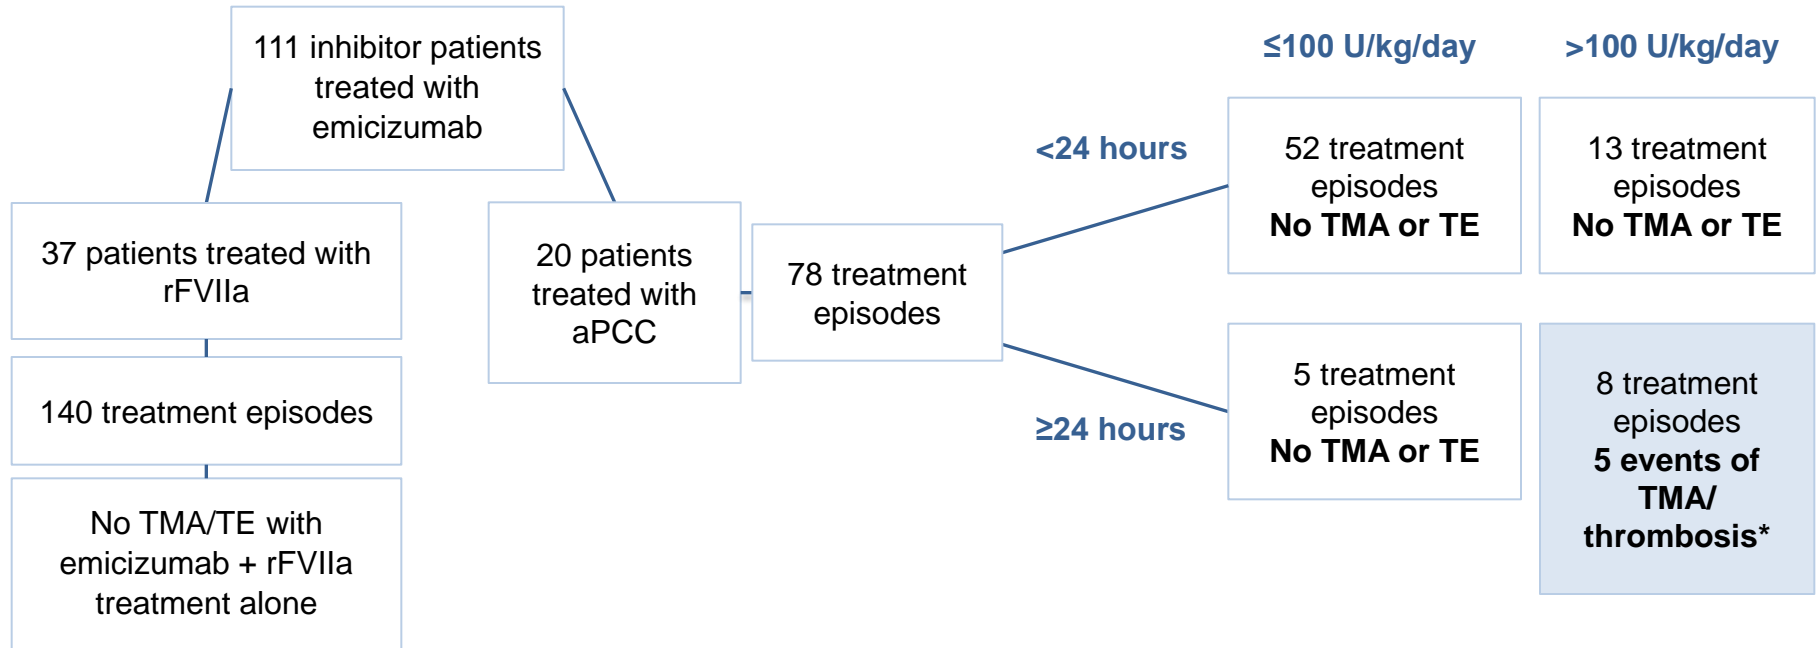 111 inhibitor patients
treated with
emicizumab
37 patients treated with
rFVIIa
140 treatment episodes
No TMA/TE with
emicizumab + rFVIIa
treatment alone
20 patients
treated with
aPCC
78 treatment
episodes
≤100 U/kg/day
>100 U/kg/day
<24 hours
52 treatment
episodes
No TMA or TE
13 treatment
episodes
No TMA or TE
≥24 hours
5 treatment
episodes
No TMA or TE
8 treatment
episodes
5 events of
TMA/
thrombosis*